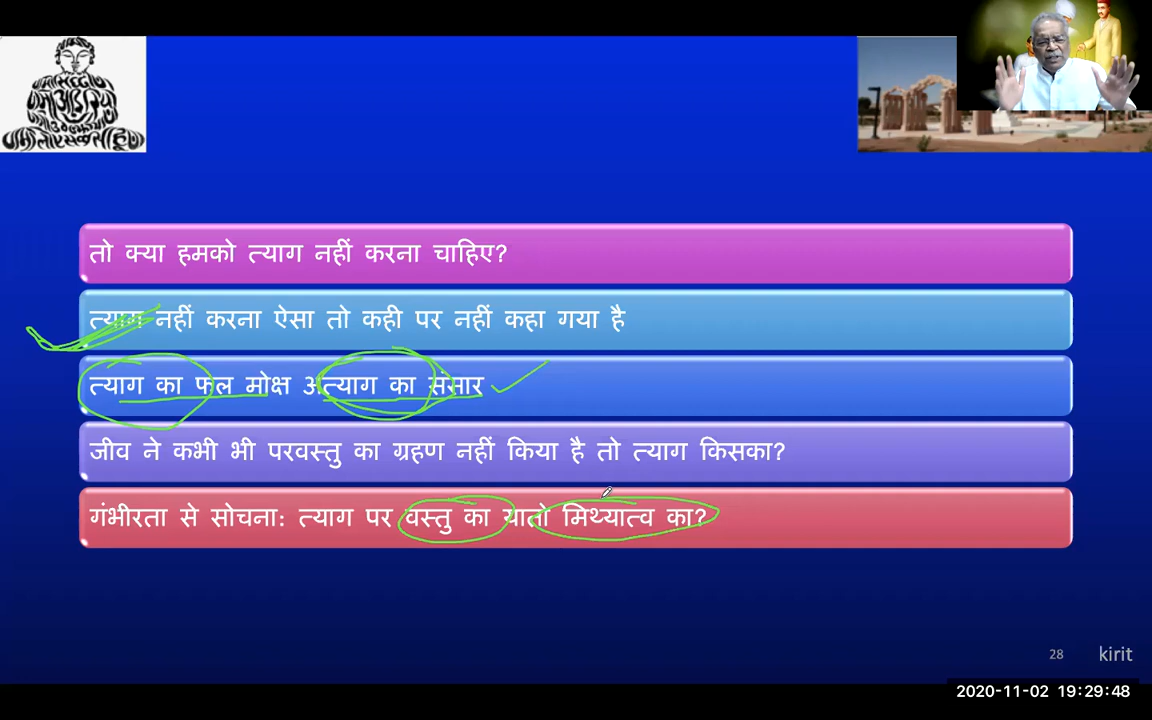 तो क्या हमको त्याग नहीं करना चाहिए?
त्याग नहीं करना ऐसा तो कही पर नहीं कहा गया है
त्याग का फल मोक्ष अत्याग का संसार
जीव ने कभी भी परवस्तु का ग्रहण नहीं किया है तो त्याग किसका?
गंभीरता से सोचना: त्याग पर वस्तु का यातो मिथ्यात्व का?
28 kirit
2020-11-02 19:29:48